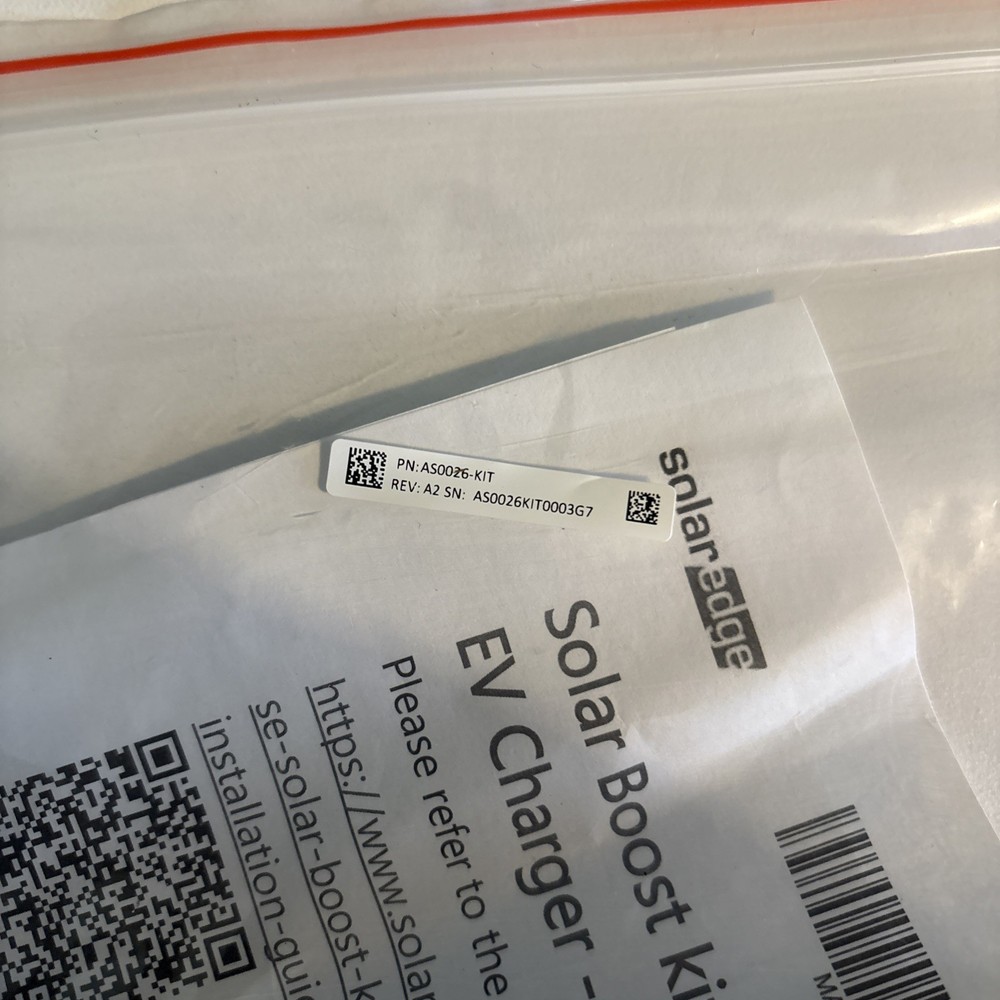 PN: AS0026-KIT
REV: A2 SN: AS0026KIT0003G7
solaredge
Solar Boost ki
EV Charger -
Please refer to the
https://www.solar
se-solar-boost-k
installation-gui
M